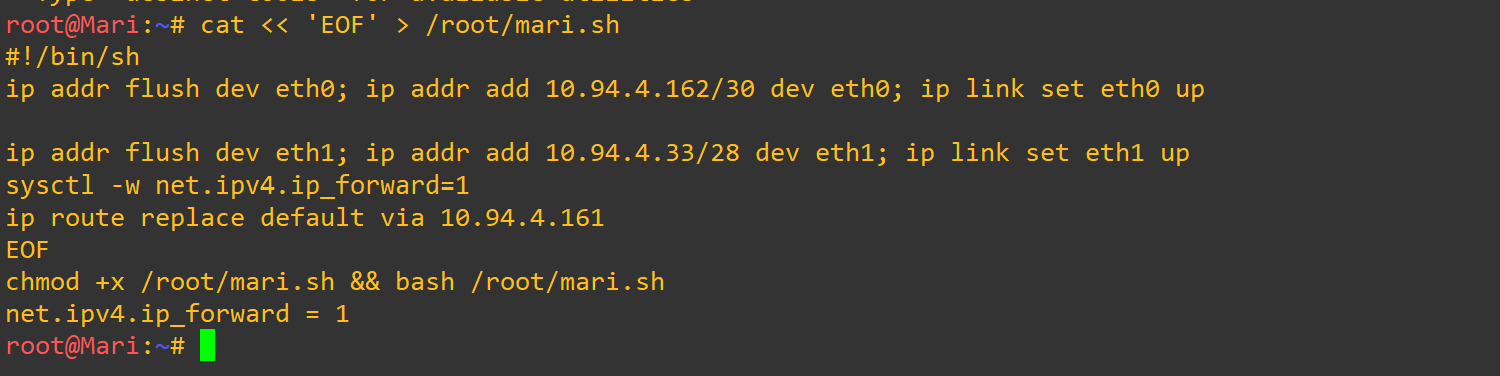 root@Mari:~# cat << 'EOF' > /root/mari.sh
#!/bin/sh
ip addr flush dev eth0; ip addr add 10.94.4.162/30 dev eth0; ip link set eth0 up
ip addr flush dev eth1; ip addr add 10.94.4.33/28 dev eth1; ip link set eth1 up
sysctl -w net.ipv4.ip_forward=1
ip route replace default via 10.94.4.161
EOF
chmod +x /root/mari.sh && bash /root/mari.sh
net.ipv4.ip_forward = 1
root@Mari:~#